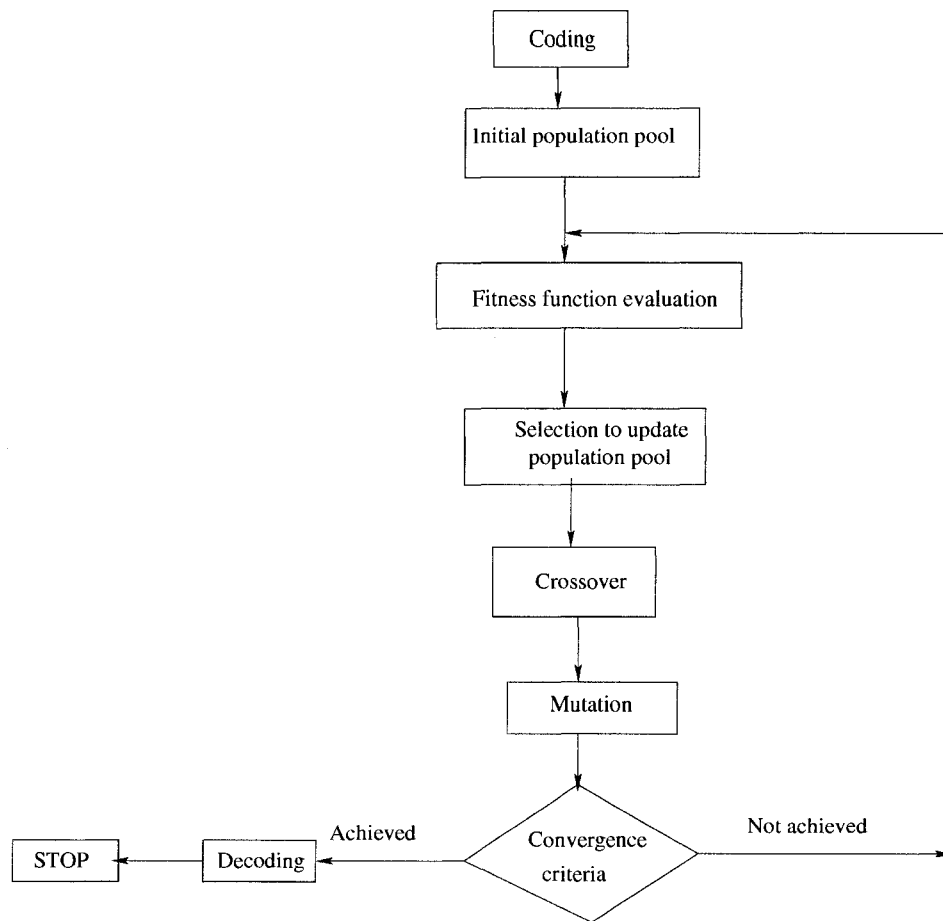 Coding
Initial population pool
Fitness function evaluation
Selection to update
population pool
Crossover
Mutation
Convergence
criteria
Achieved
Not achieved
Decoding
STOP